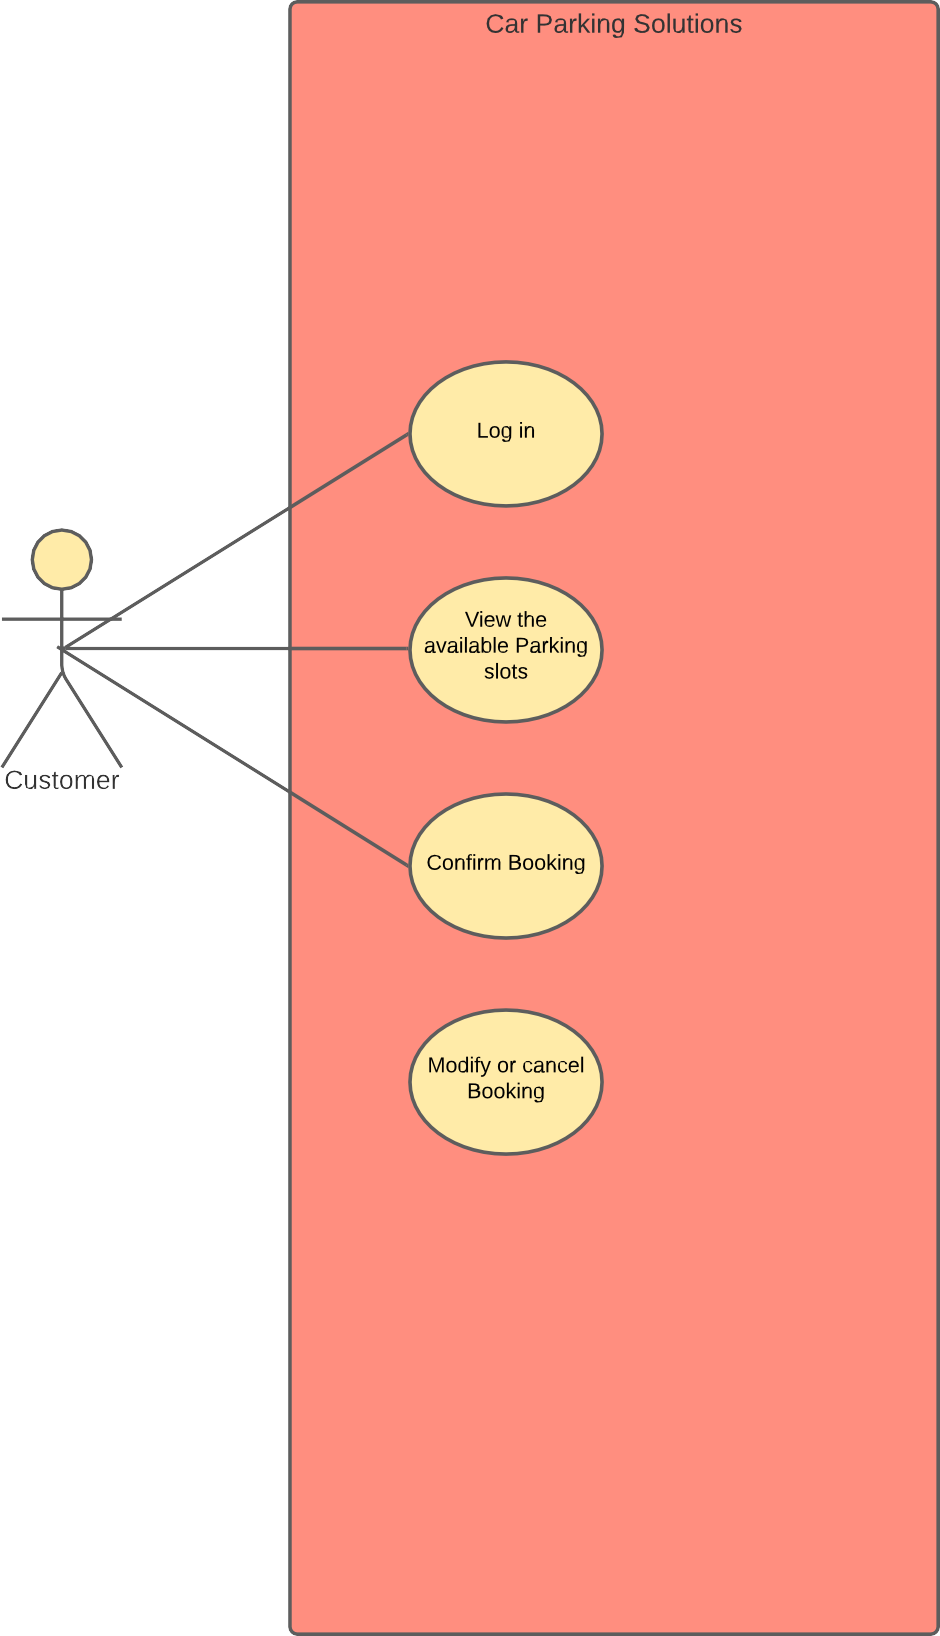 Car Parking Solutions
Log in
View the
available Parking
slots
Customer
Confirm Booking
Modify or cancel
Booking